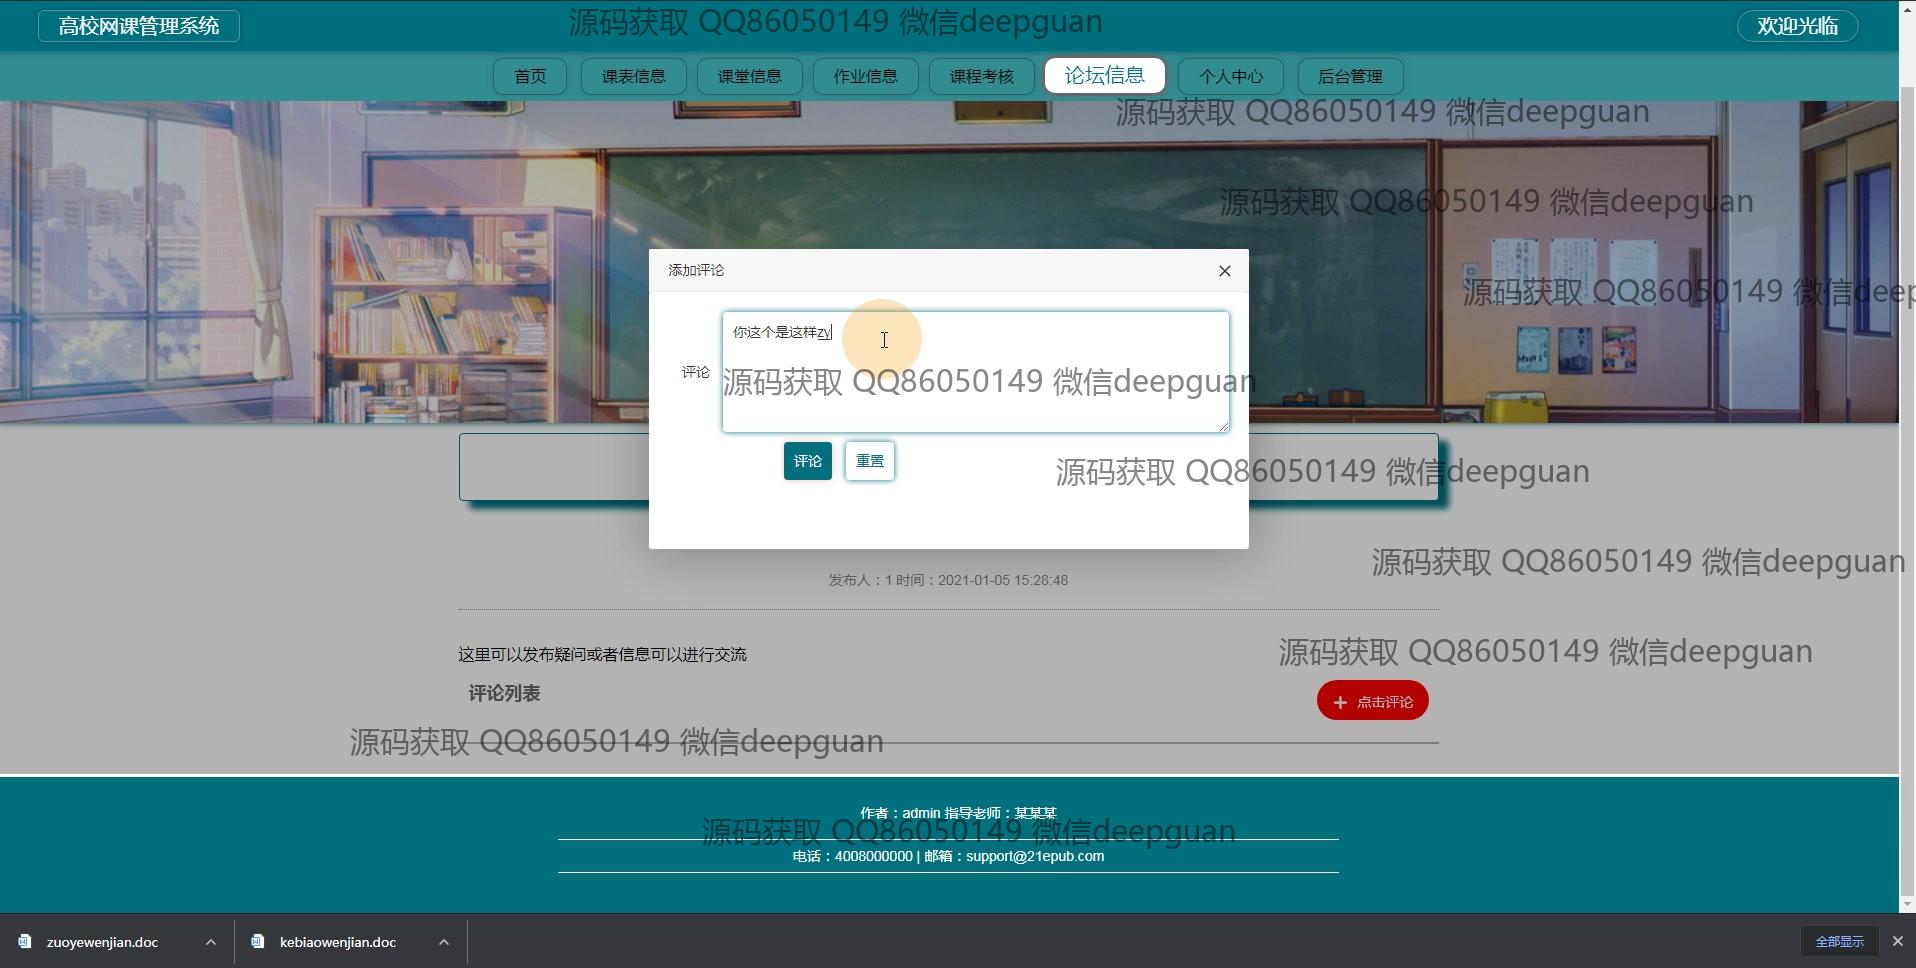 高校网课管理系统
源码获取 QQ86050149 微信deepguan
欢迎光临
首页 课表信息 课堂信息 作业信息 课程考核 论坛信息 个人中心 后台管理
源码获取 QQ86050149 微信deepguan
源码获取 QQ86050149 微信deepguan
添加评论
源码获取 QQ86050149 微信deep
你这个是这样zy
评论
源码获取 QQ86050149 微信deepguan
评论 重置
源码获取 QQ86050149 微信deepguan
源码获取 QQ86050149 微信deepguan
发布人：1 时间：2021-01-05 15:28:48
这里可以发布疑问或者信息可以进行交流
源码获取 QQ86050149 微信deepguan
评论列表
点击评论
源码获取 QQ86050149 微信deepguan
作者：admin 指导老师：某某某
源码获取 QQ86050149 微信deepguan
电话：4008000000 | 邮箱：support@21epub.com
zuoyewenjian.doc kebiaowenjian.doc 全部显示